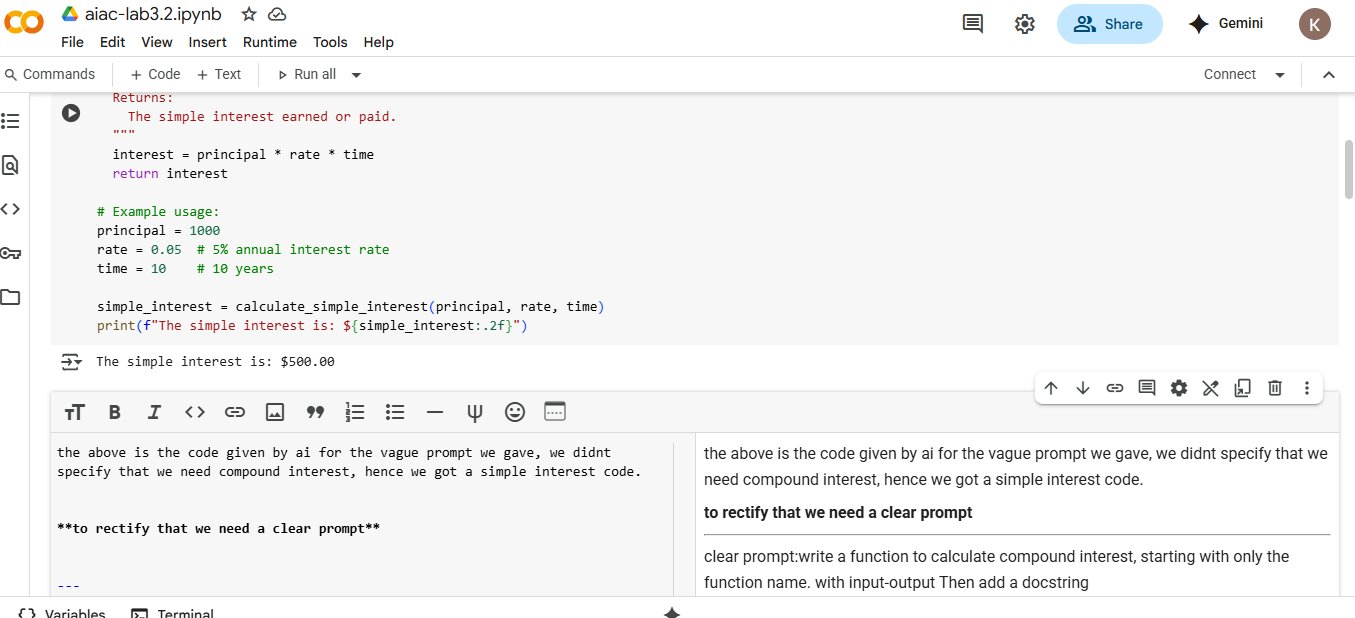 aiac-lab3.2.ipynb
File Edit View Insert Runtime Tools Help
Share
Gemini
K
Commands + Code + Text Run all
Connect
Returns:
The simple interest earned or paid.
"""
interest = principal * rate * time
return interest
# Example usage:
principal = 1000
rate = 0.05  # 5% annual interest rate
time = 10    # 10 years
simple_interest = calculate_simple_interest(principal, rate, time)
print(f"The simple interest is: ${simple_interest:.2f}")
The simple interest is: $500.00
the above is the code given by ai for the vague prompt we gave, we didnt
specify that we need compound interest, hence we got a simple interest code.
**to rectify that we need a clear prompt**
---
the above is the code given by ai for the vague prompt we gave, we didnt specify that we
need compound interest, hence we got a simple interest code.
to rectify that we need a clear prompt
clear prompt:write a function to calculate compound interest, starting with only the
function name. with input-output Then add a docstring
Variables Terminal